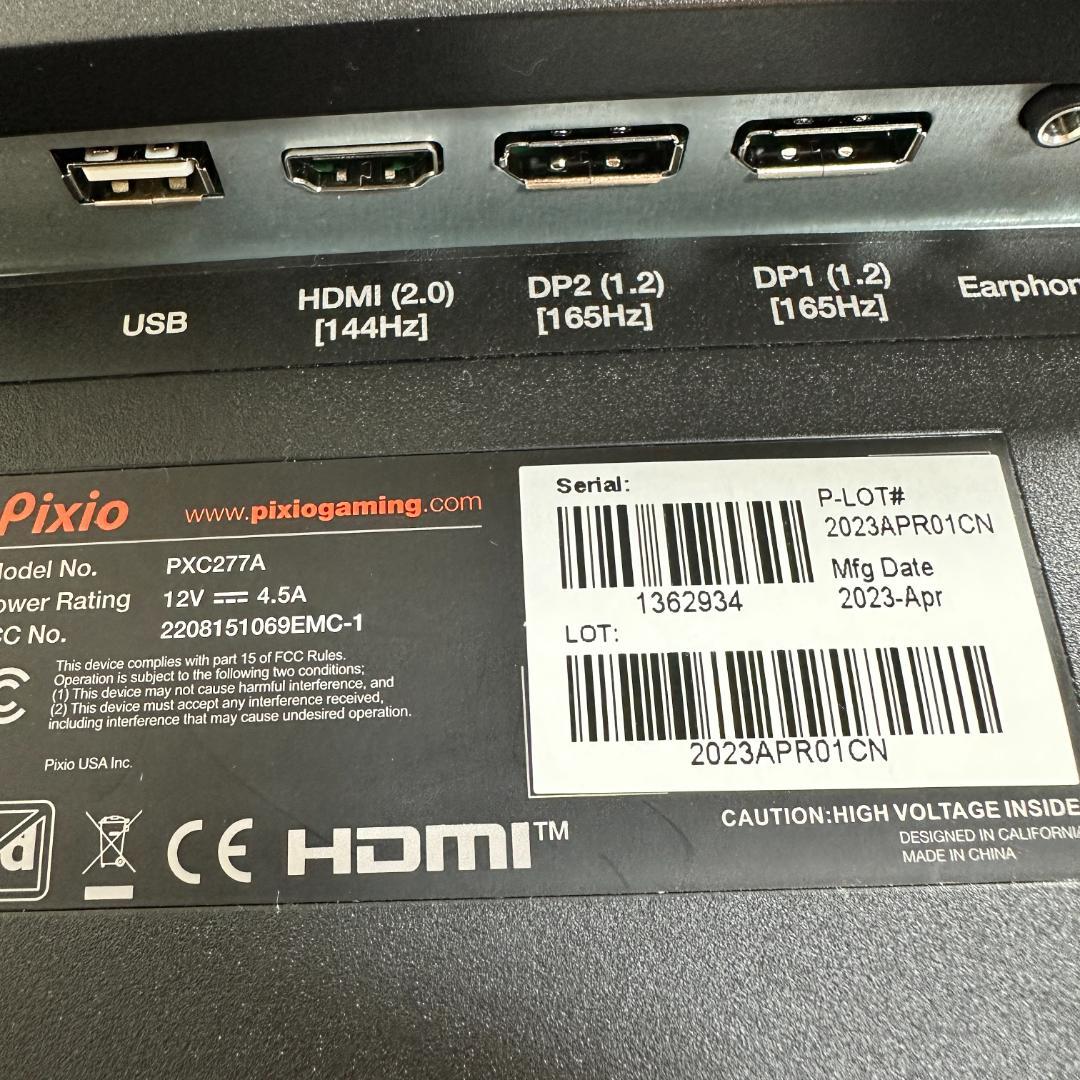 USB
HDMI (2.0)
[144Hz]
DP2 (1.2)
[165Hz]
DP1 (1.2)
[165Hz]
Earphon
Pixio www.pixiogaming.com
odel No. PXC277A
ower Rating 12V ⎓ 4.5A
CC No. 2208151069EMC-1
This device complies with part 15 of FCC Rules.
Operation is subject to the following two conditions;
(1) This device may not cause harmful interference, and
(2) This device must accept any interference received,
including interference that may cause undesired operation.
Pixio USA Inc.
CE HDMI™
Serial:
1362934
P-LOT#
2023APR01CN
Mfg Date
2023-Apr
LOT:
2023APR01CN
CAUTION:HIGH VOLTAGE INSIDE
DESIGNED IN CALIFORNIA
MADE IN CHINA